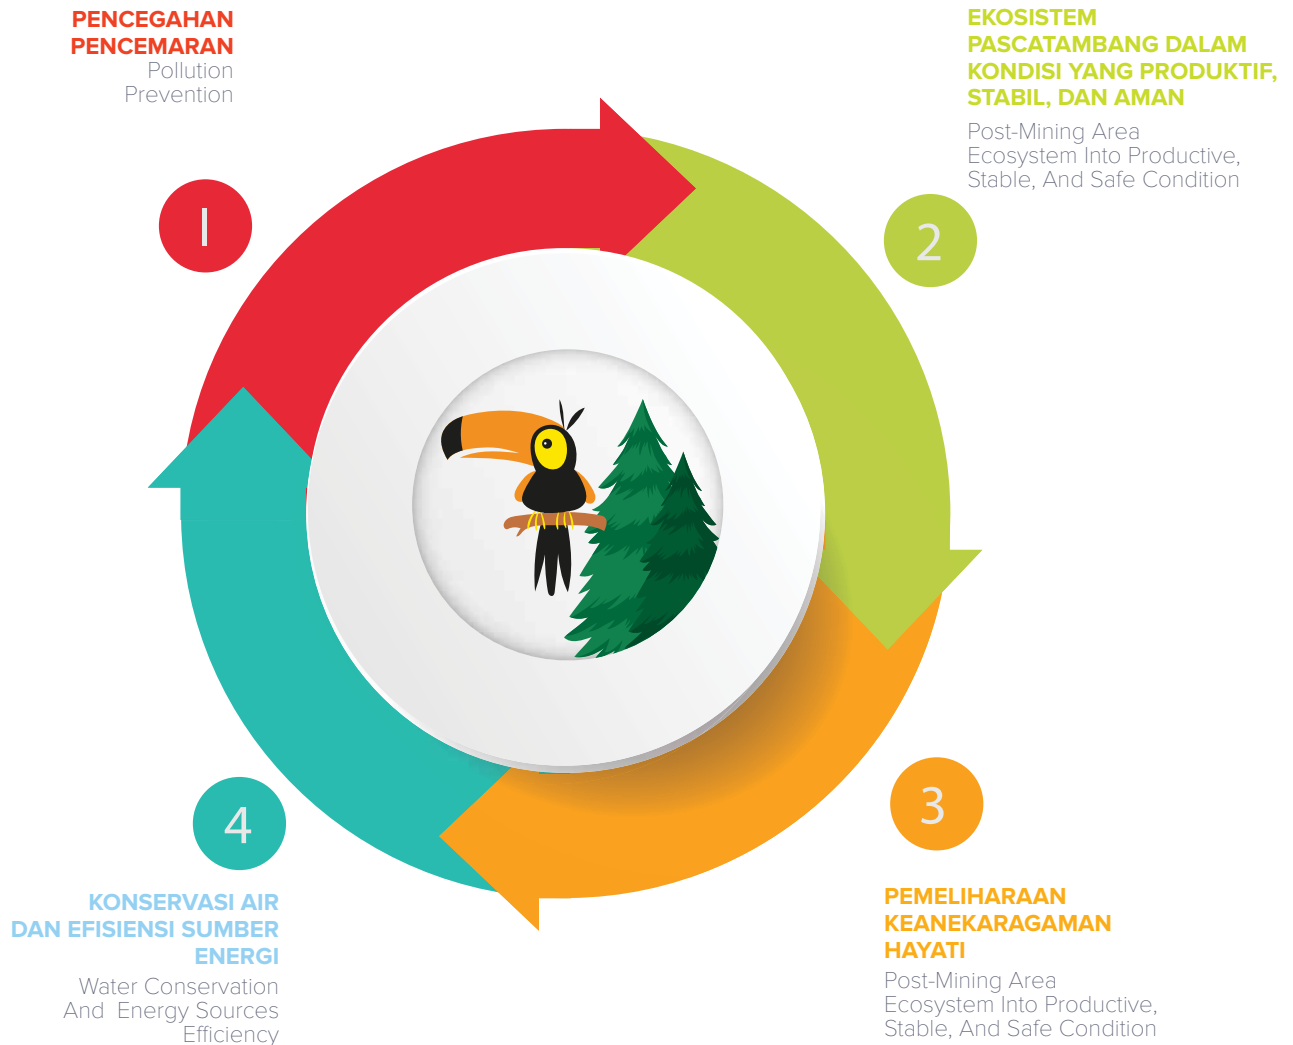 PENCEGAHAN
PENCEMARAN
Pollution
Prevention
1
EKOSISTEM
PASCATAMBANG DALAM
KONDISI YANG PRODUKTIF,
STABIL, DAN AMAN
Post-Mining Area
Ecosystem Into Productive,
Stable, And Safe Condition
2
3
PEMELIHARAAN
KEANEKARAGAMAN
HAYATI
Post-Mining Area
Ecosystem Into Productive,
Stable, And Safe Condition
4
KONSERVASI AIR
DAN EFISIENSI SUMBER
ENERGI
Water Conservation
And Energy Sources
Efficiency